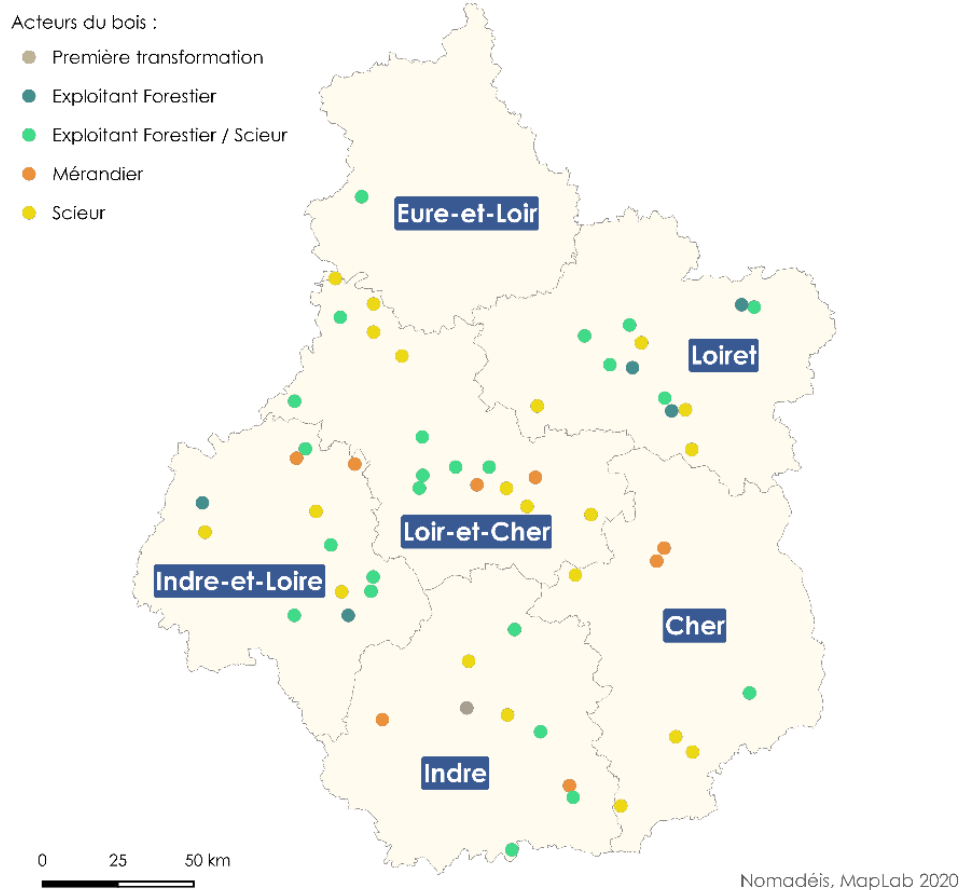 Acteurs du bois :
Première transformation
Exploitant Forestier
Exploitant Forestier / Scieur
Mérandier
Scieur
Eure-et-Loir
Loiret
Loir-et-Cher
Indre-et-Loire
Cher
Indre
0 25 50 km
Nomadéis, MapLab 2020